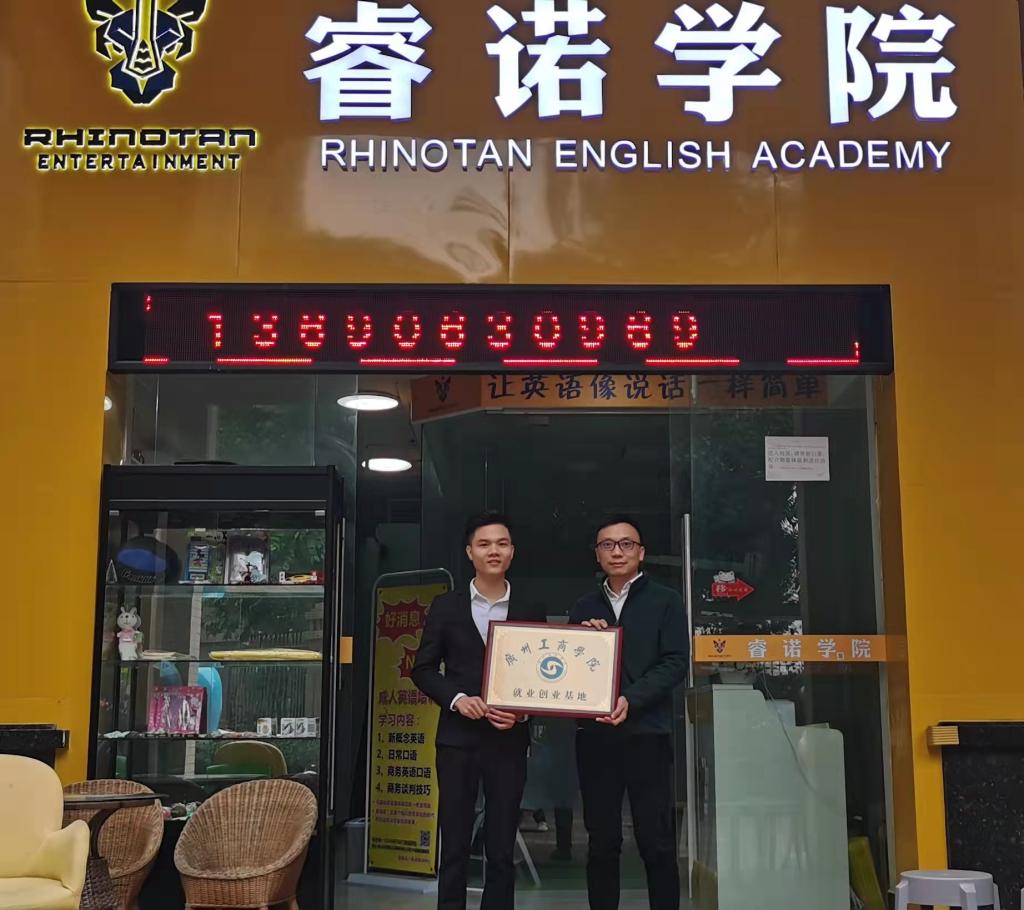 睿诺学院
RHINOTAN
ENTERTAINMENT
RHINOTAN ENGLISH ACADEMY
让英语像说话一样简单
好消息
成人英语培
学习内容：
1、新概念英语
2、日常口语
3、商务英语口语
4、商务谈判技巧
廣州工商學院
就业创业基地
睿诺学院